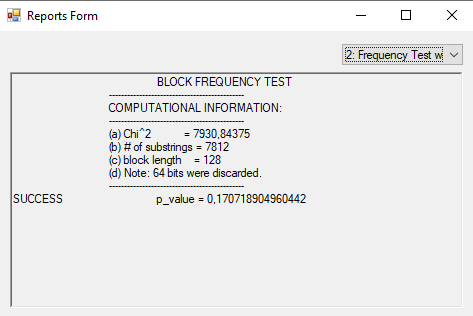 Reports Form
2: Frequency Test wi
BLOCK FREQUENCY TEST
---------------------------------------------
COMPUTATIONAL INFORMATION:
---------------------------------------------
(a) Chi^2 = 7930,84375
(b) # of substrings = 7812
(c) block length = 128
(d) Note: 64 bits were discarded.
---------------------------------------------
SUCCESS p_value = 0,170718904960442